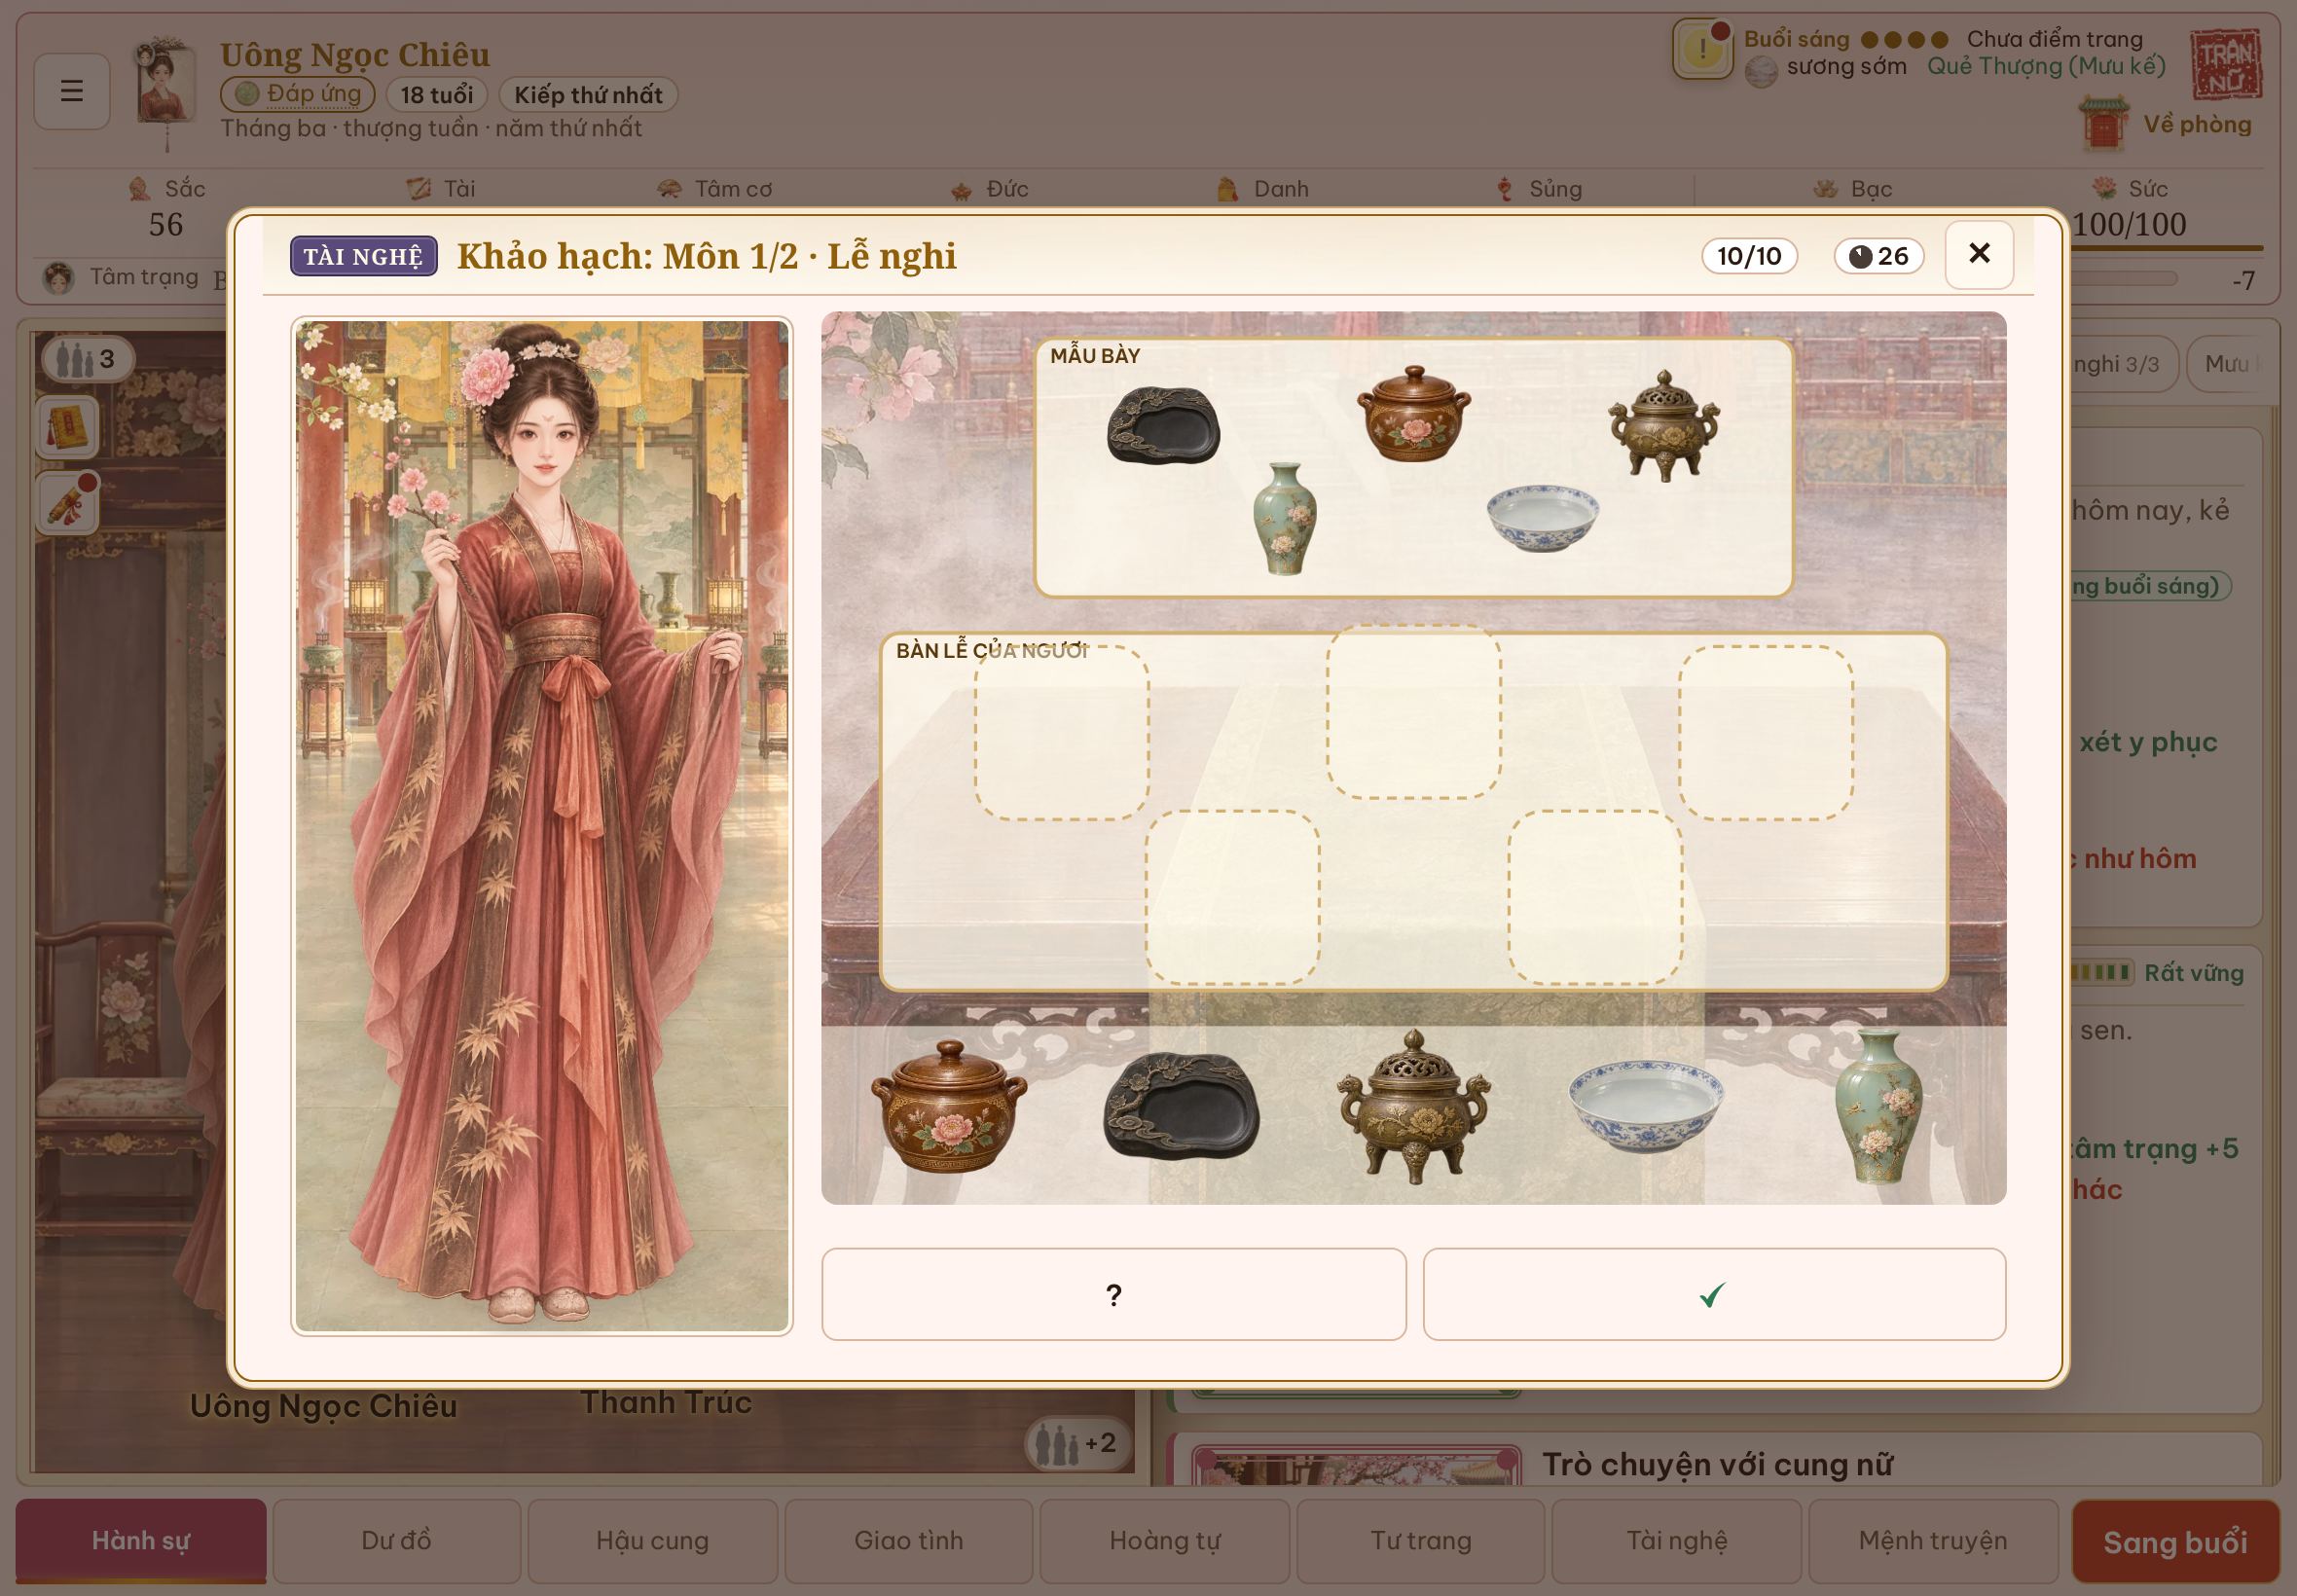 ☰
Uông Ngọc Chiêu
Đáp ứng
18 tuổi
Kiếp thứ nhất
Tháng ba · thượng tuần · năm thứ nhất
!
Buổi sáng
Chưa điểm trang
sương sớm
Quẻ Thượng (Mưu kế)
TRÂN NỮ
Về phòng
Sắc
Tài
Tâm cơ
Đức
Danh
Sủng
Bạc
Sức
56
100/100
Tâm trạng
-7
TÀI NGHỆ
Khảo hạch: Môn 1/2 · Lễ nghi
10/10
26
✕
3
nghi 3/3
Mưu
MẪU BÀY
hôm nay, kẻ
ng buổi sáng)
BÀN LỄ CỦA NGƯƠI
xét y phục
như hôm
Rất vững
sen.
tâm trạng +5
hác
?
✓
Uông Ngọc Chiêu
Thanh Trúc
+2
Trò chuyện với cung nữ
Hành sự
Dư đồ
Hậu cung
Giao tình
Hoàng tự
Tư trang
Tài nghệ
Mệnh truyện
Sang buổi